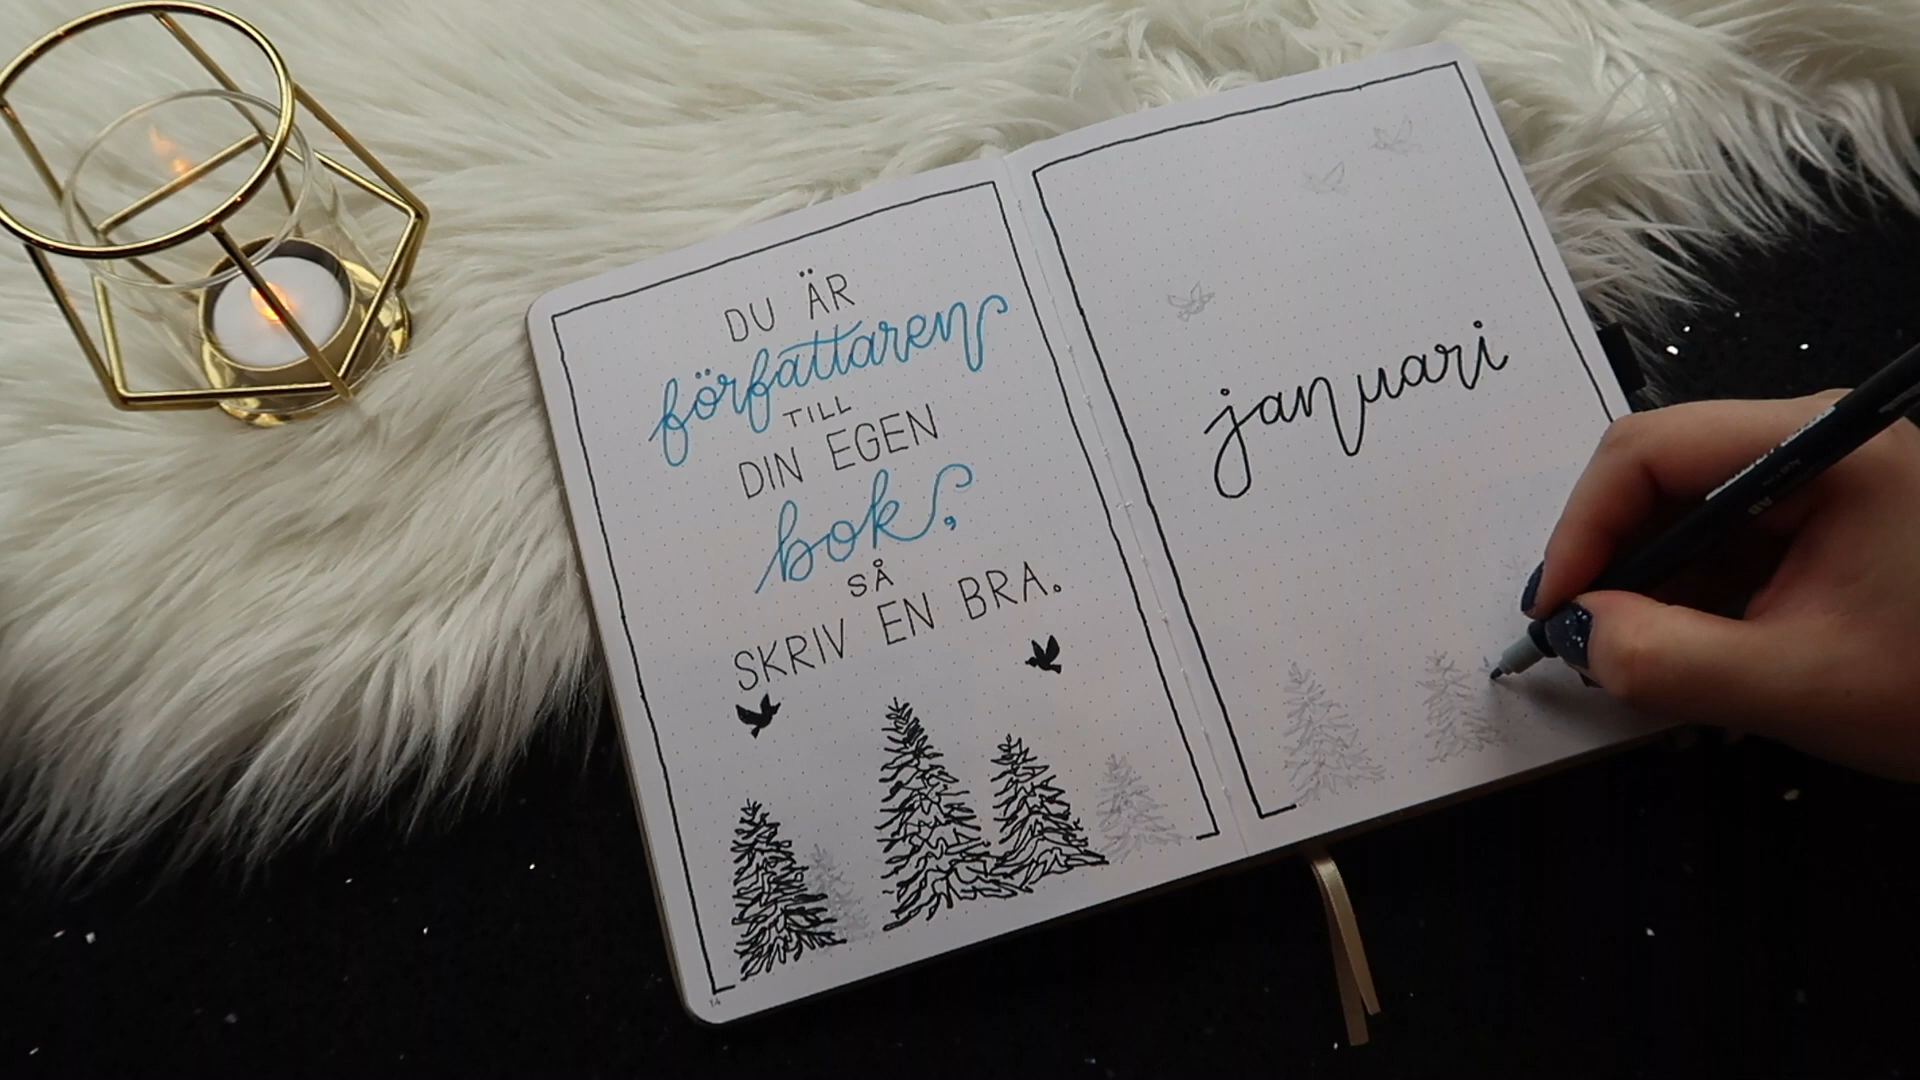 DU ÄR
författaren
TILL
DIN EGEN
bok,
SÅ
SKRIV EN BRA.
14
januari